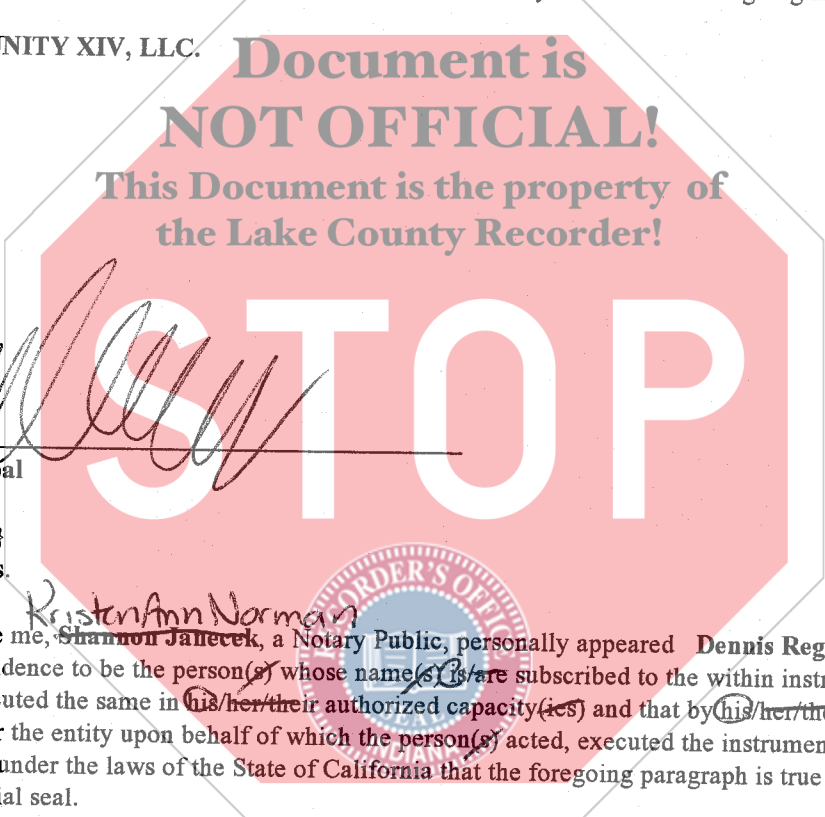 NITY XIV, LLC.
Document is
NOT OFFICIAL!
This Document is the property of
the Lake County Recorder!
STOP
al
s.
RECORDER'S OFFICE
SEAL
INDIANA
Kristen Ann Norman
e me, Shannon Janecek, a Notary Public, personally appeared Dennis Reg
dence to be the person(s) whose name(s) is/are subscribed to the within instr
uted the same in his/her/their authorized capacity(ies) and that by his/her/the
r the entity upon behalf of which the person(s) acted, executed the instrumen
under the laws of the State of California that the foregoing paragraph is true
ial seal.